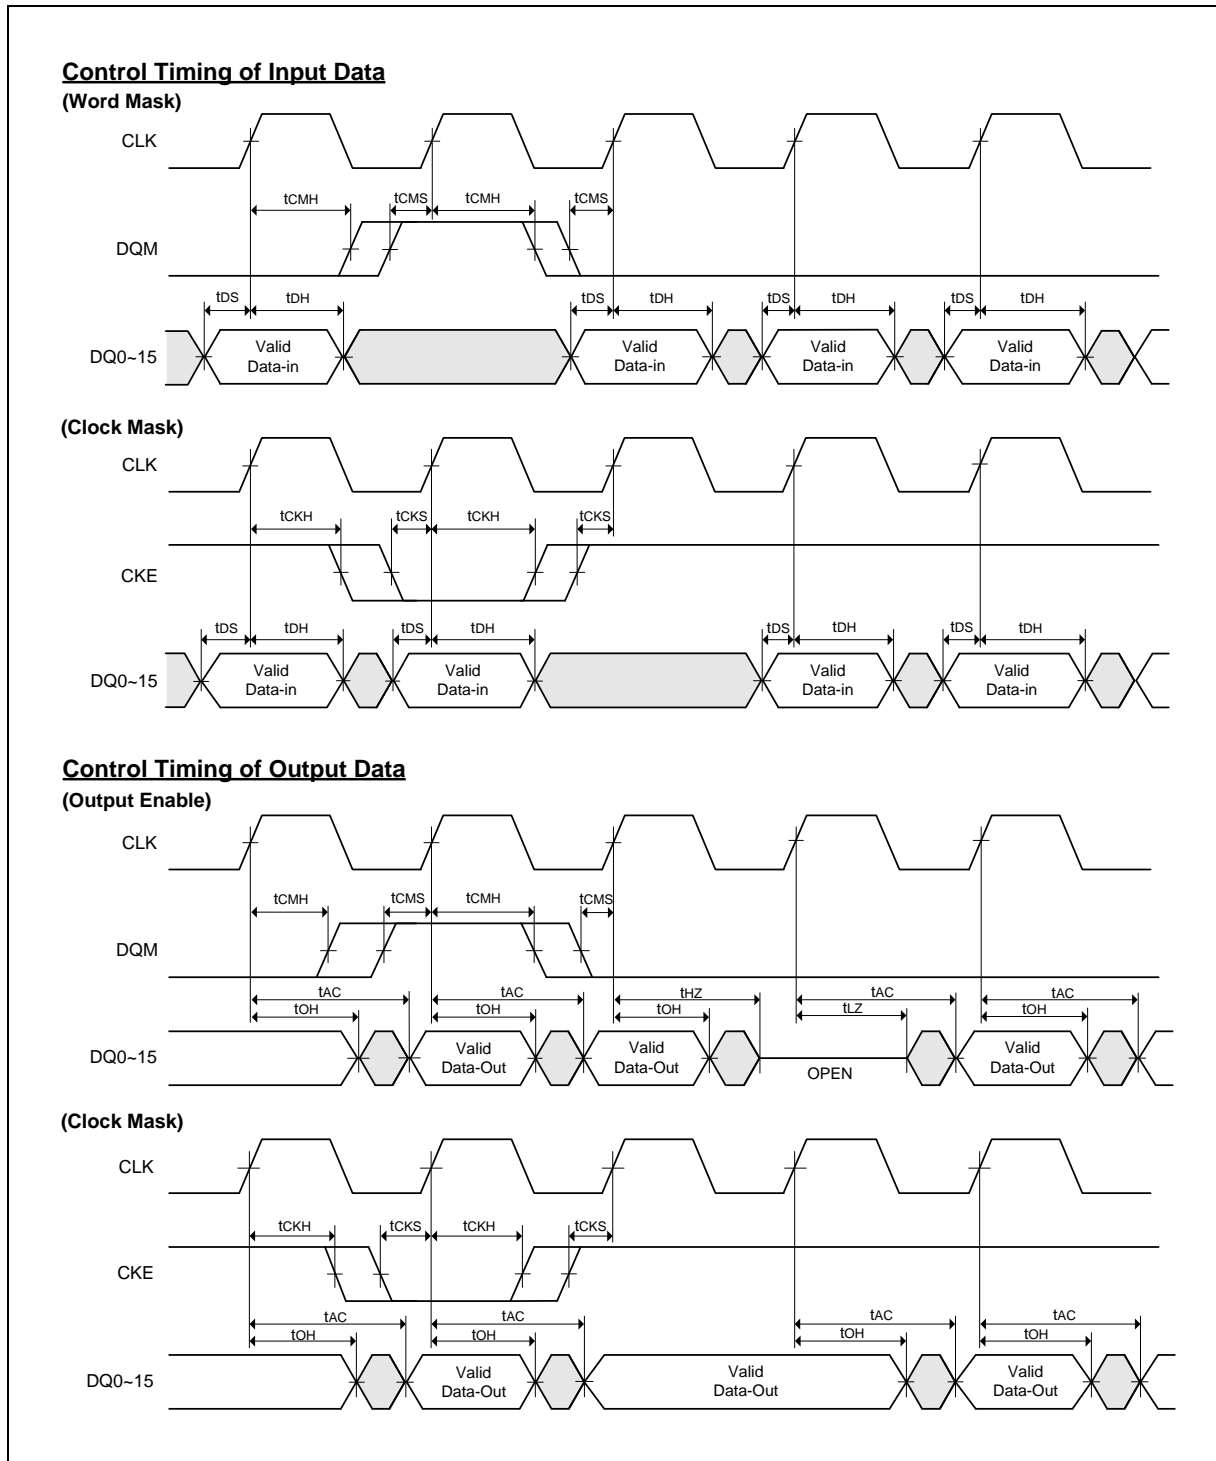 Control Timing of Input Data
(Word Mask)
CLK
tCMH tCMS tCMH tCMS
DQM
tDS tDH tDS tDH tDS tDH tDS tDH
DQ0~15
Valid Data-in
Valid Data-in
Valid Data-in
Valid Data-in
(Clock Mask)
CLK
tCKH tCKS tCKH tCKS
CKE
tDS tDH tDS tDH tDS tDH tDS tDH
DQ0~15
Valid Data-in
Valid Data-in
Valid Data-in
Valid Data-in
Control Timing of Output Data
(Output Enable)
CLK
tCMH tCMS tCMH tCMS
DQM
tAC tAC tHZ tAC tAC
tOH tOH tOH tLZ tOH
DQ0~15
Valid Data-Out
Valid Data-Out
OPEN
Valid Data-Out
(Clock Mask)
CLK
tCKH tCKS tCKH tCKS
CKE
tAC tAC tAC tAC
tOH tOH tOH tOH
DQ0~15
Valid Data-Out
Valid Data-Out
Valid Data-Out